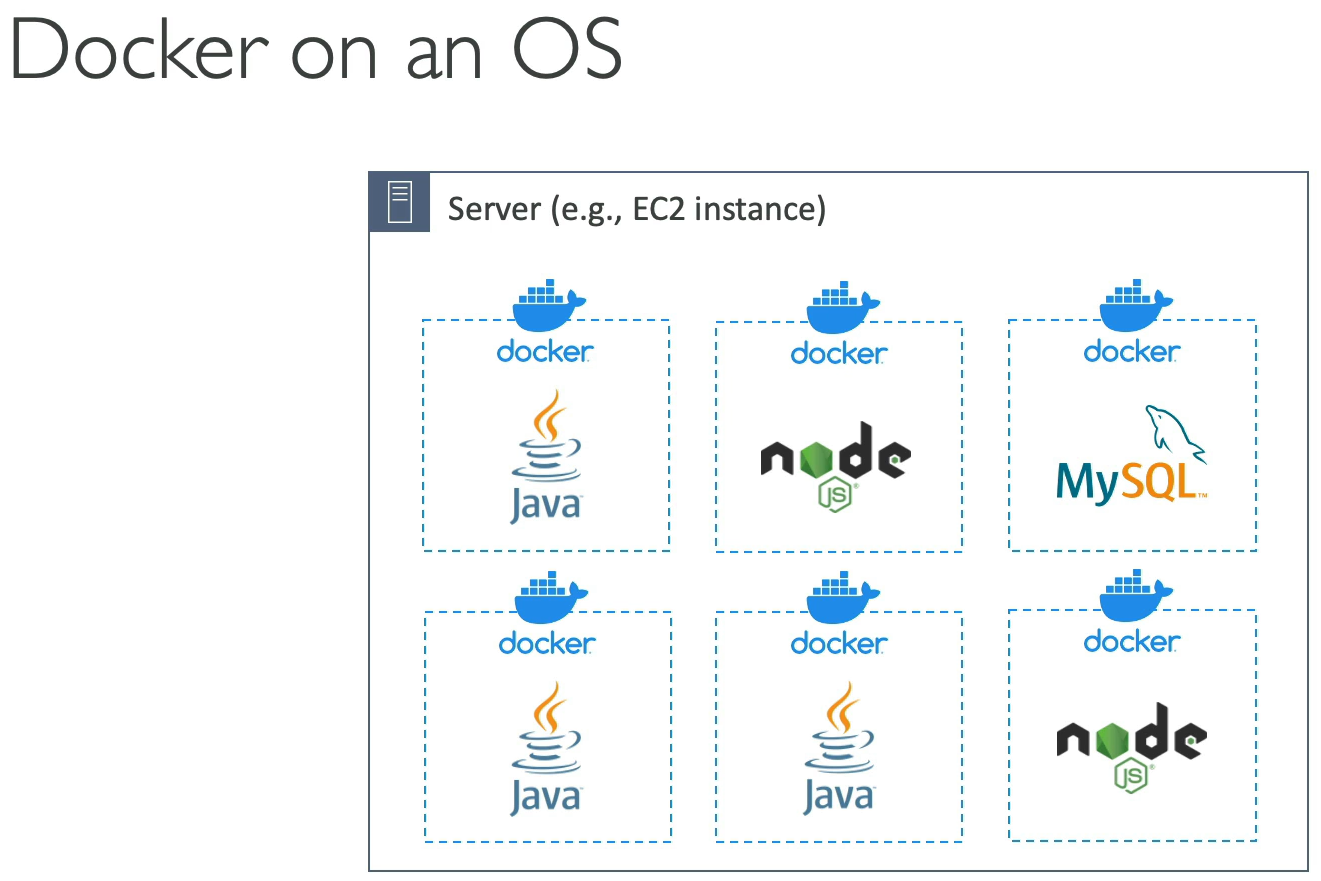 Docker on an OS
Server (e.g., EC2 instance)
docker
docker
docker
Java
node
JS
MySQL™
docker
docker
docker
Java
Java
node
JS